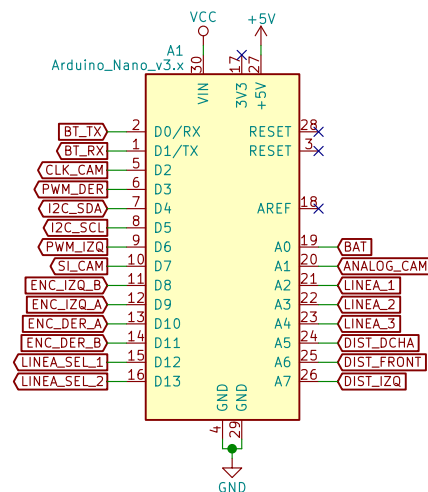 VCC
+5V
A1
Arduino_Nano_v3.x
30
17
27
VIN
3V3
+5V
BT_TX 2 D0/RX RESET 28
BT_RX 1 D1/TX RESET 3
CLK_CAM 5 D2
PWM_DER 6 D3
I2C_SDA 7 D4 AREF 18
I2C_SCL 8 D5
PWM_IZQ 9 D6 A0 19 BAT
SI_CAM 10 D7 A1 20 ANALOG_CAM
ENC_IZQ_B 11 D8 A2 21 LINEA_1
ENC_IZQ_A 12 D9 A3 22 LINEA_2
ENC_DER_A 13 D10 A4 23 LINEA_3
ENC_DER_B 14 D11 A5 24 DIST_DCHA
LINEA_SEL_1 15 D12 A6 25 DIST_FRONT
LINEA_SEL_2 16 D13 A7 26 DIST_IZQ
GND
GND
4
29
GND